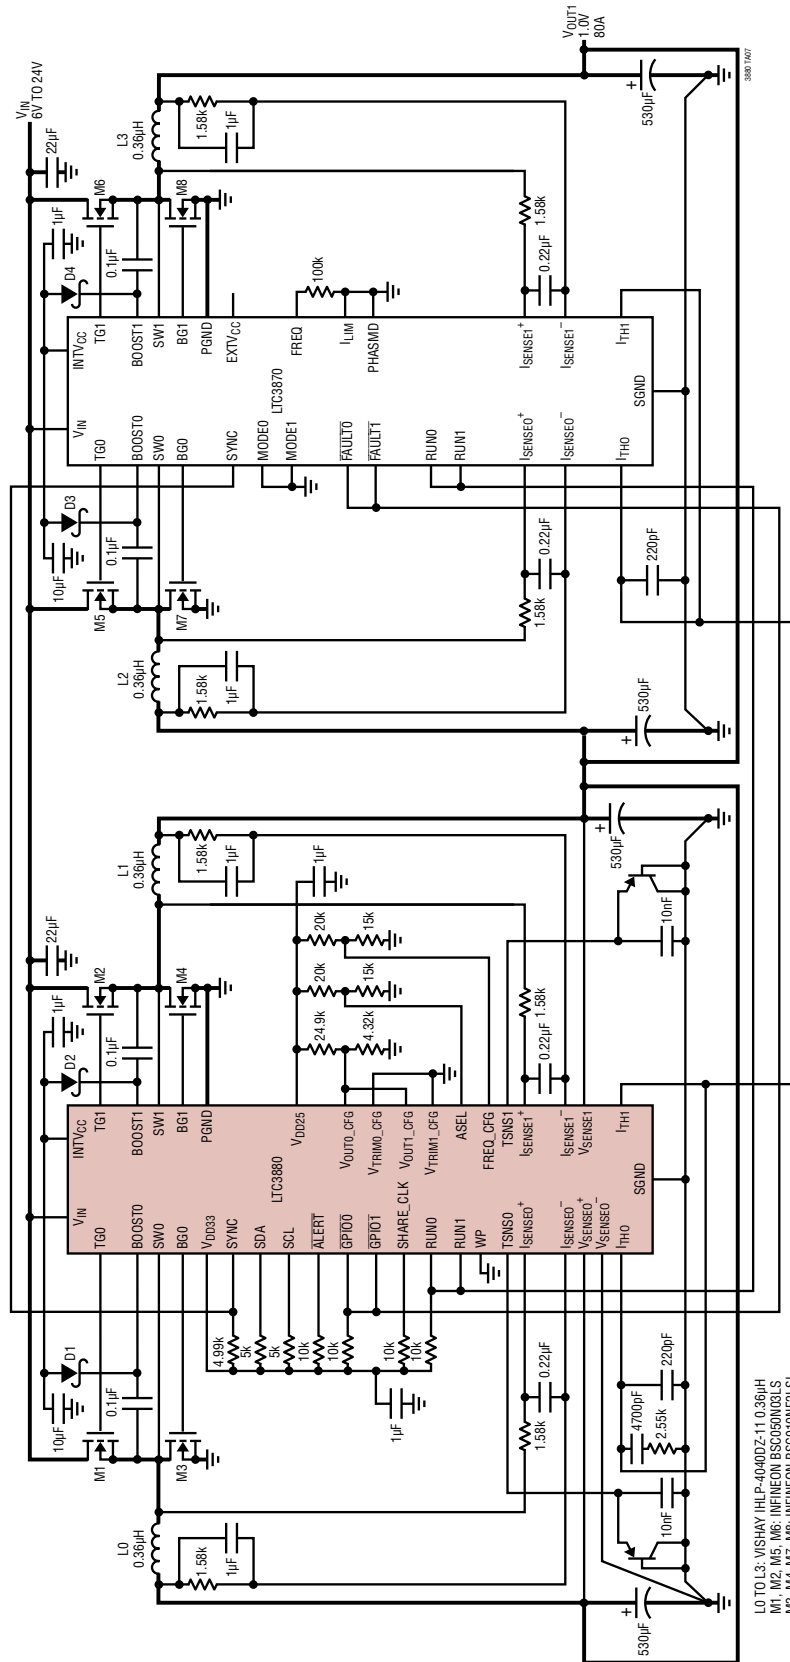 VIN
6V TO 24V
22µF
1µF
D4
M6
0.1µF
M8
L3
0.36µH
1.58k
1µF
VOUT1
1.0V
80A
530µF
3880 TA07
INTVCC
TG1
BOOST1
SW1
BG1
PGND
EXTVCC
FREQ
ILIM
PHASMD
ISENSE1+
ISENSE1–
ITH1
100k
1.58k
0.22µF
LTC3870
SGND
VIN
TG0
BOOST0
SW0
BG0
SYNC
MODE0
MODE1
FAULT0
FAULT1
RUN0
RUN1
ISENSE0+
ISENSE0–
ITH0
D3
10µF
0.1µF
M5
M7
0.22µF
1.58k
220pF
L2
0.36µH
1.58k
1µF
530µF
22µF
1µF
D2
M2
0.1µF
M4
L1
0.36µH
1.58k
1µF
530µF
1µF
20k
15k
20k
15k
24.9k
4.32k
1.58k
0.22µF
10nF
INTVCC
TG1
BOOST1
SW1
BG1
PGND
VDD25
VOUT0_CFG
VTRIM0_CFG
VOUT1_CFG
VTRIM1_CFG
ASEL
FREQ_CFG
TSNS1
ISENSE1+
ISENSE1–
VSENSE1
ITH1
LTC3880
SGND
VIN
TG0
BOOST0
SW0
BG0
VDD33
SYNC
SDA
SCL
ALERT
GPIO0
GPIO1
SHARE_CLK
RUN0
RUN1
WP
TSNS0
ISENSE0+
ISENSE0–
VSENSE0+
VSENSE0–
ITH0
D1
10µF
0.1µF
M1
M3
4.99k
5k
5k
10k
10k
10k
10k
1µF
0.22µF
1.58k
220pF
4700pF
2.55k
10nF
L0
0.36µH
1.58k
1µF
530µF
L0 TO L3: VISHAY IHLP-4040DZ-11 0.36µH
M1, M2, M5, M6: INFINEON BSC050N03LS